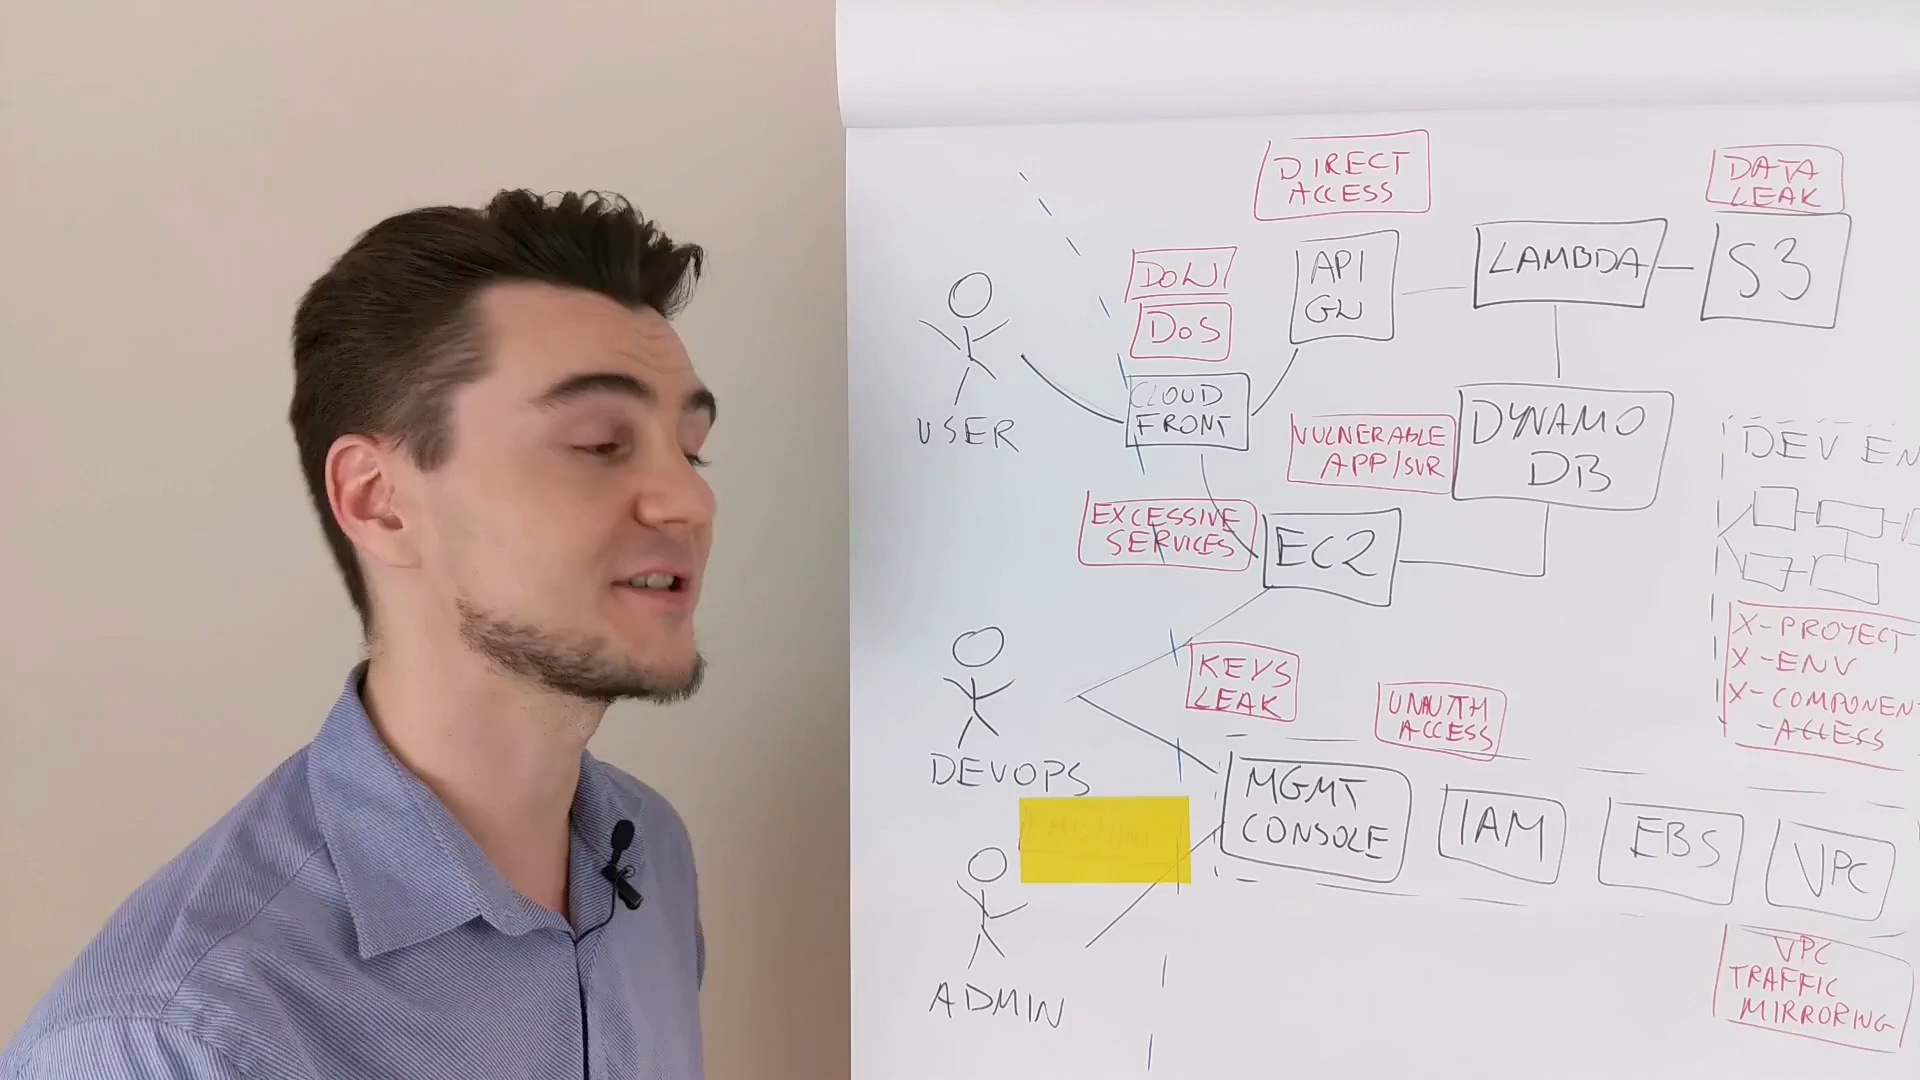 DIRECT
ACCESS
DATA
LEAK
DoW
DoS
API
GW
LAMBDA
S3
USER
CLOUD
FRONT
VULNERABLE
APP/SVR
DYNAMO
DB
DEV EN
EXCESSIVE
SERVICES
EC2
X-PROYECT
X-ENV
X-COMPONENT
-ACCESS
KEYS
LEAK
UNAUTH
ACCESS
DEVOPS
MGMT
CONSOLE
IAM
EBS
VPC
ADMIN
VPC
TRAFFIC
MIRRORING